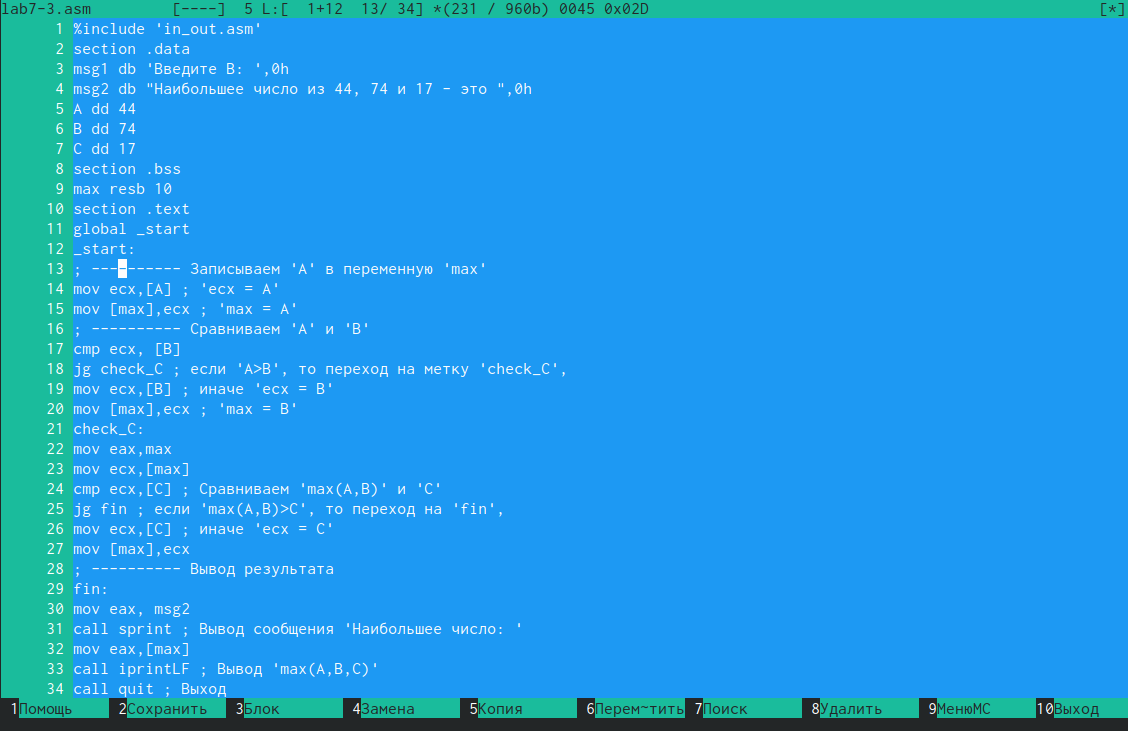 lab7-3.asm [----] 5 L:[ 1+12 13/ 34] *(231 / 960b) 0045 0x02D [*]
1 %include 'in_out.asm'
2 section .data
3 msg1 db 'Введите B: ',0h
4 msg2 db "Наибольшее число из 44, 74 и 17 - это ",0h
5 A dd 44
6 B dd 74
7 C dd 17
8 section .bss
9 max resb 10
10 section .text
11 global _start
12 _start:
13 ; ---------- Записываем 'A' в переменную 'max'
14 mov ecx,[A] ; 'ecx = A'
15 mov [max],ecx ; 'max = A'
16 ; ---------- Сравниваем 'A' и 'B'
17 cmp ecx, [B]
18 jg check_C ; если 'A>B', то переход на метку 'check_C',
19 mov ecx,[B] ; иначе 'ecx = B'
20 mov [max],ecx ; 'max = B'
21 check_C:
22 mov eax,max
23 mov ecx,[max]
24 cmp ecx,[C] ; Сравниваем 'max(A,B)' и 'C'
25 jg fin ; если 'max(A,B)>C', то переход на 'fin',
26 mov ecx,[C] ; иначе 'ecx = C'
27 mov [max],ecx
28 ; ---------- Вывод результата
29 fin:
30 mov eax, msg2
31 call sprint ; Вывод сообщения 'Наибольшее число: '
32 mov eax,[max]
33 call iprintLF ; Вывод 'max(A,B,C)'
34 call quit ; Выход
1Помощь 2Сохранить 3Блок 4Замена 5Копия 6Перем~тить 7Поиск 8Удалить 9МенюMC 10Выход